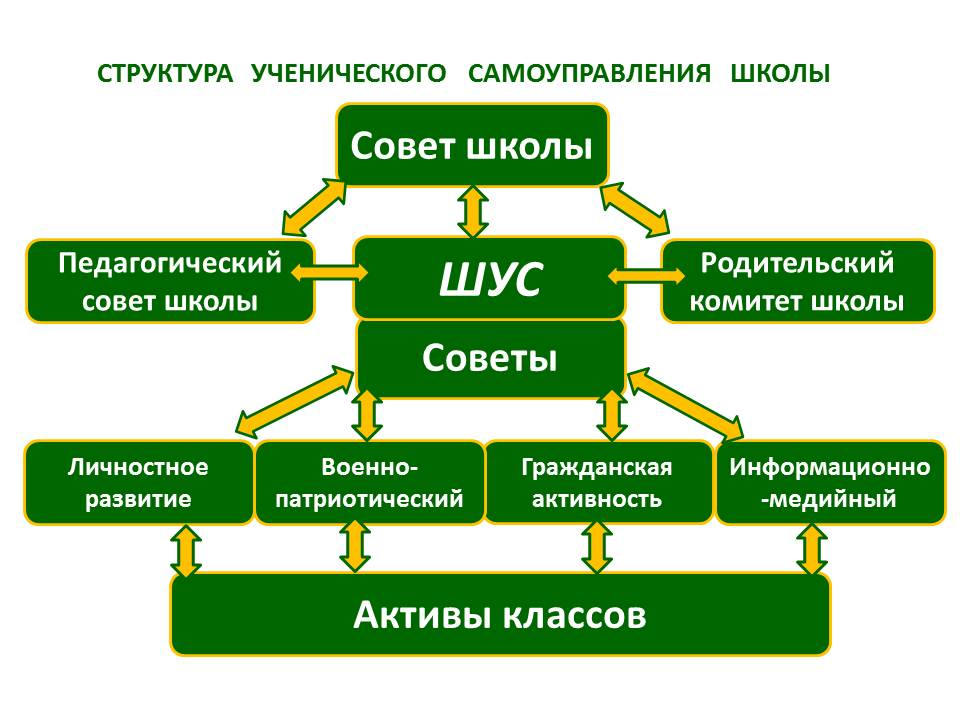 СТРУКТУРА УЧЕНИЧЕСКОГО САМОУПРАВЛЕНИЯ ШКОЛЫ
Совет школы
Педагогический
совет школы
ШУС
Родительский
комитет школы
Советы
Личностное
развитие
Военно-
патриотический
Гражданская
активность
Информационно
-медийный
Активы классов